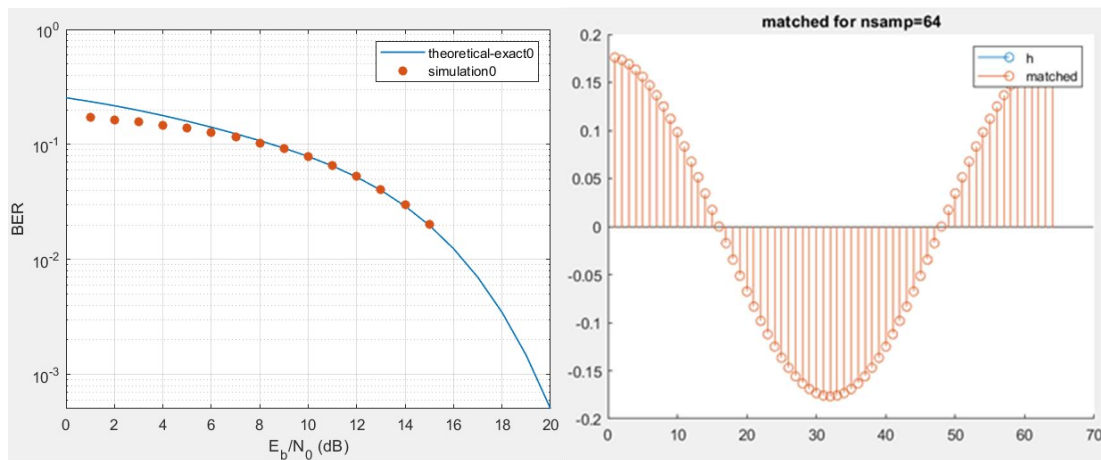 10^0
10^-1
10^-2
10^-3
BER
0 2 4 6 8 10 12 14 16 18 20
E_b/N_0 (dB)
theoretical-exact0
simulation0
matched for nsamp=64
0.2
0.15
0.1
0.05
0
-0.05
-0.1
-0.15
-0.2
0 10 20 30 40 50 60 70
h
matched